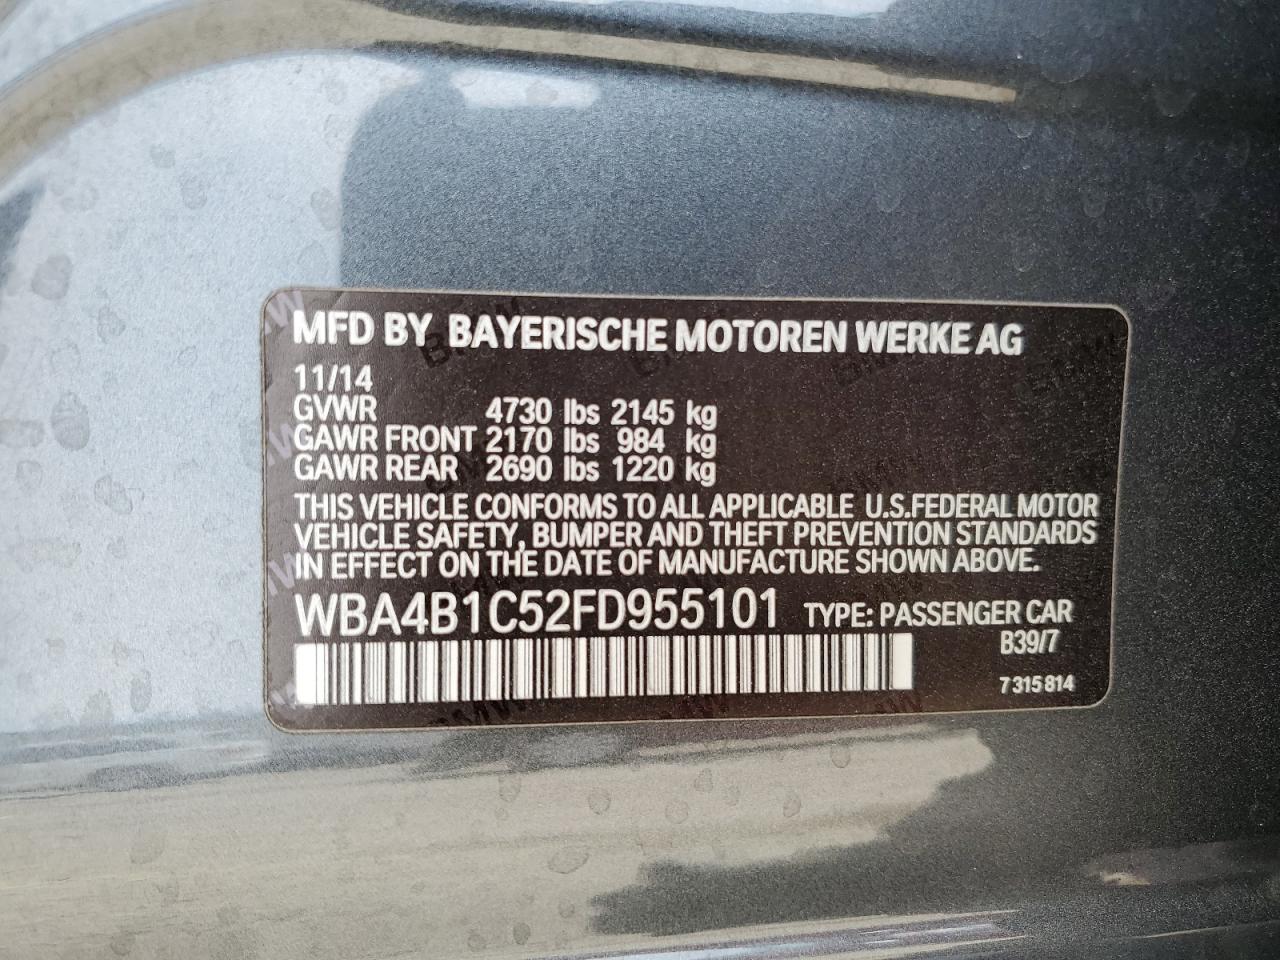 MFD BY BAYERISCHE MOTOREN WERKE AG
11/14
GVWR 4730 lbs 2145 kg
GAWR FRONT 2170 lbs 984 kg
GAWR REAR 2690 lbs 1220 kg
THIS VEHICLE CONFORMS TO ALL APPLICABLE U.S.FEDERAL MOTOR
VEHICLE SAFETY, BUMPER AND THEFT PREVENTION STANDARDS
IN EFFECT ON THE DATE OF MANUFACTURE SHOWN ABOVE.
WBA4B1C52FD955101 TYPE: PASSENGER CAR
B39/7
7 315 814